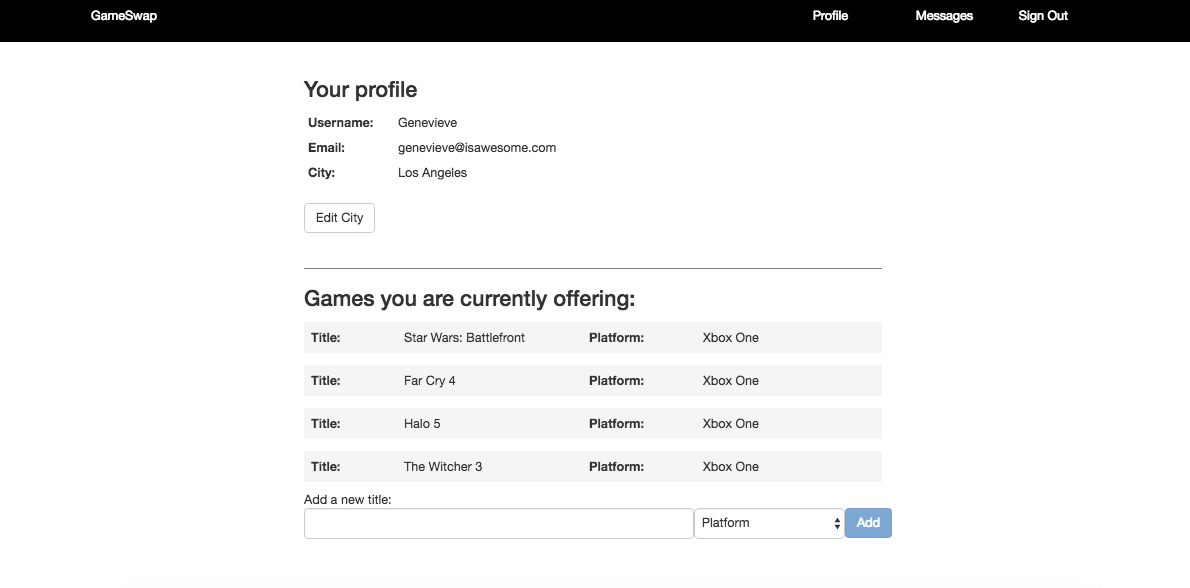 GameSwap Profile Messages Sign Out
Your profile
Username: Genevieve
Email: genevieve@isawesome.com
City: Los Angeles
Edit City
Games you are currently offering:
Title: Star Wars: Battlefront Platform: Xbox One
Title: Far Cry 4 Platform: Xbox One
Title: Halo 5 Platform: Xbox One
Title: The Witcher 3 Platform: Xbox One
Add a new title:
Platform Add